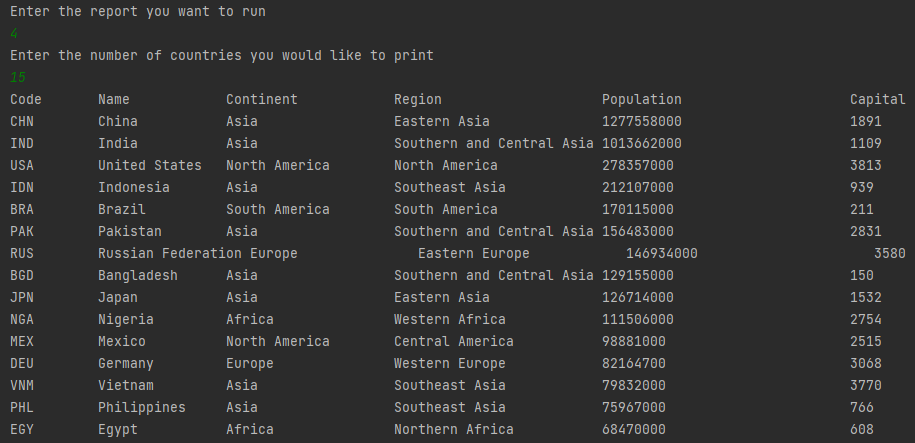 Enter the report you want to run
4
Enter the number of countries you would like to print
15
Code       Name            Continent            Region                    Population                     Capital
CHN        China           Asia                 Eastern Asia              1277558000                     1891
IND        India           Asia                 Southern and Central Asia 1013662000                     1109
USA        United States   North America        North America             278357000                      3813
IDN        Indonesia       Asia                 Southeast Asia            212107000                      939
BRA        Brazil          South America        South America             170115000                      211
PAK        Pakistan        Asia                 Southern and Central Asia 156483000                      2831
RUS        Russian Federation Europe               Eastern Europe            146934000                      3580
BGD        Bangladesh      Asia                 Southern and Central Asia 129155000                      150
JPN        Japan           Asia                 Eastern Asia              126714000                      1532
NGA        Nigeria         Africa               Western Africa            111506000                      2754
MEX        Mexico          North America        Central America           98881000                       2515
DEU        Germany         Europe               Western Europe            82164700                       3068
VNM        Vietnam         Asia                 Southeast Asia            79832000                       3770
PHL        Philippines     Asia                 Southeast Asia            75967000                       766
EGY        Egypt           Africa               Northern Africa           68470000                       608